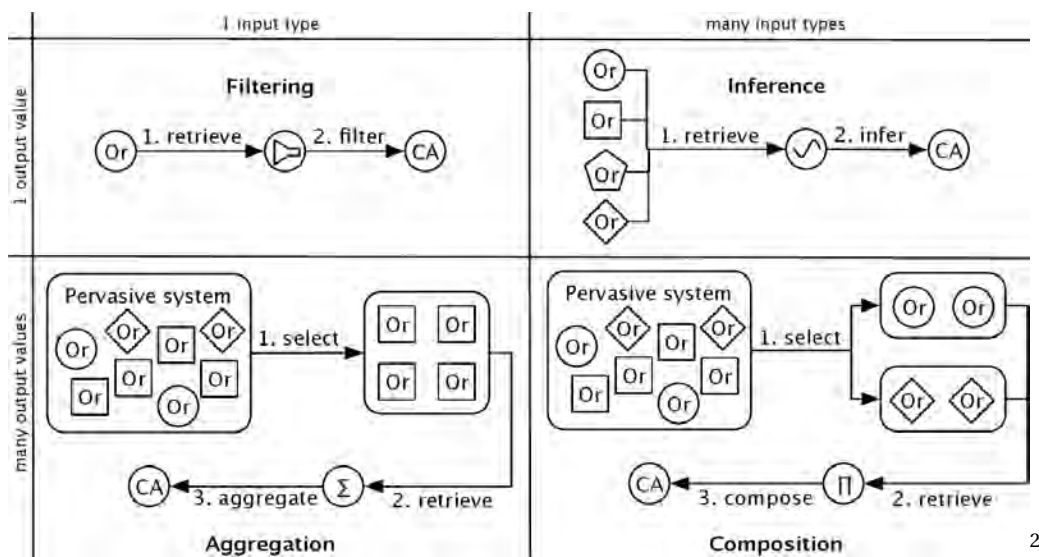 1 input type
many input types
1 output value
Filtering
Or
1. retrieve
2. filter
CA
Inference
Or
Or
Or
Or
1. retrieve
2. infer
CA
many output values
Pervasive system
Or
Or
Or
Or
Or
Or
Or
Or
1. select
Or Or
Or Or
2. retrieve
Σ
3. aggregate
CA
Aggregation
Pervasive system
Or
Or
Or
Or
Or
Or
Or
Or
1. select
Or Or
Or Or
2. retrieve
Π
3. compose
CA
Composition
2